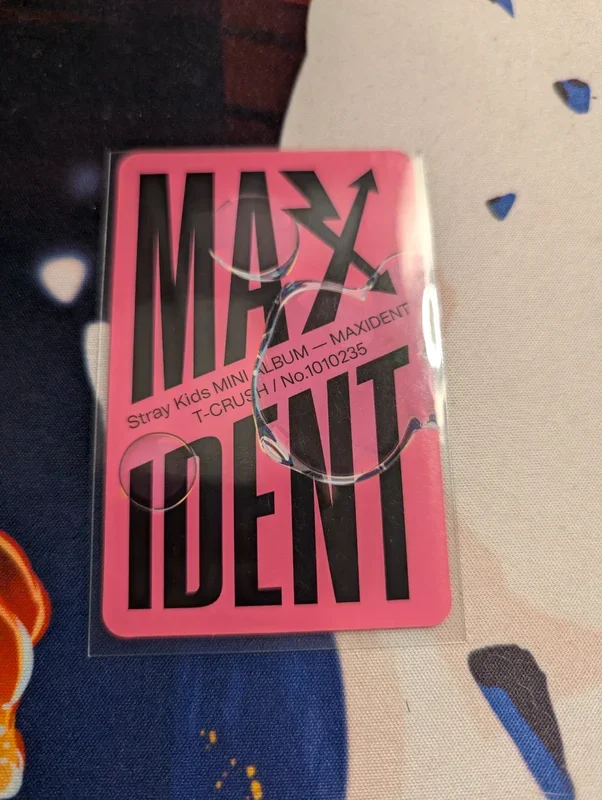 MAX
Stray Kids MINI ALBUM — MAXIDENT
T-CRUSH / No.1010235
IDENT